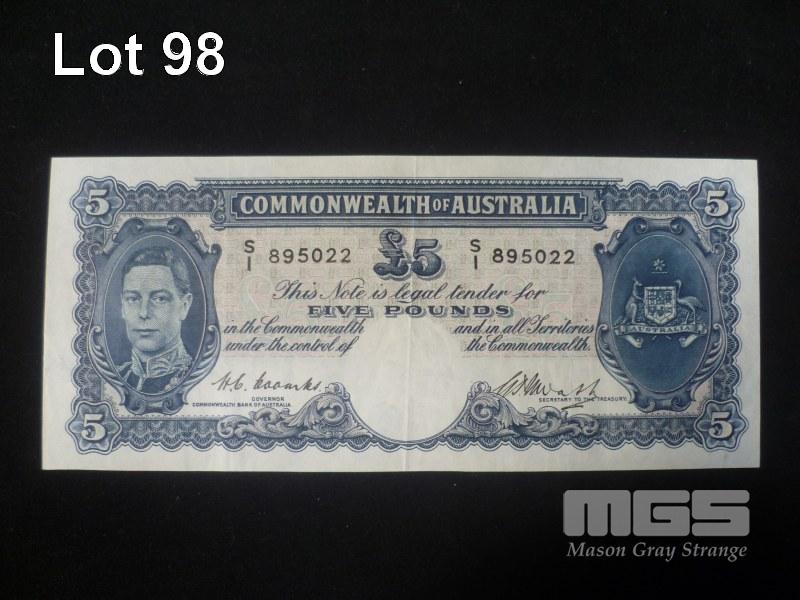 Lot 98
5 5
COMMONWEALTH OF AUSTRALIA
S/1 895022 £5 S/1 895022
This Note is legal tender for
FIVE POUNDS
in the Commonwealth and in all Territories
under the control of the Commonwealth.
AUSTRALIA
H.C. Coombs.
GOVERNOR SECRETARY TO THE TREASURY.
COMMONWEALTH BANK OF AUSTRALIA
5 5
MGS
Mason Gray Strange